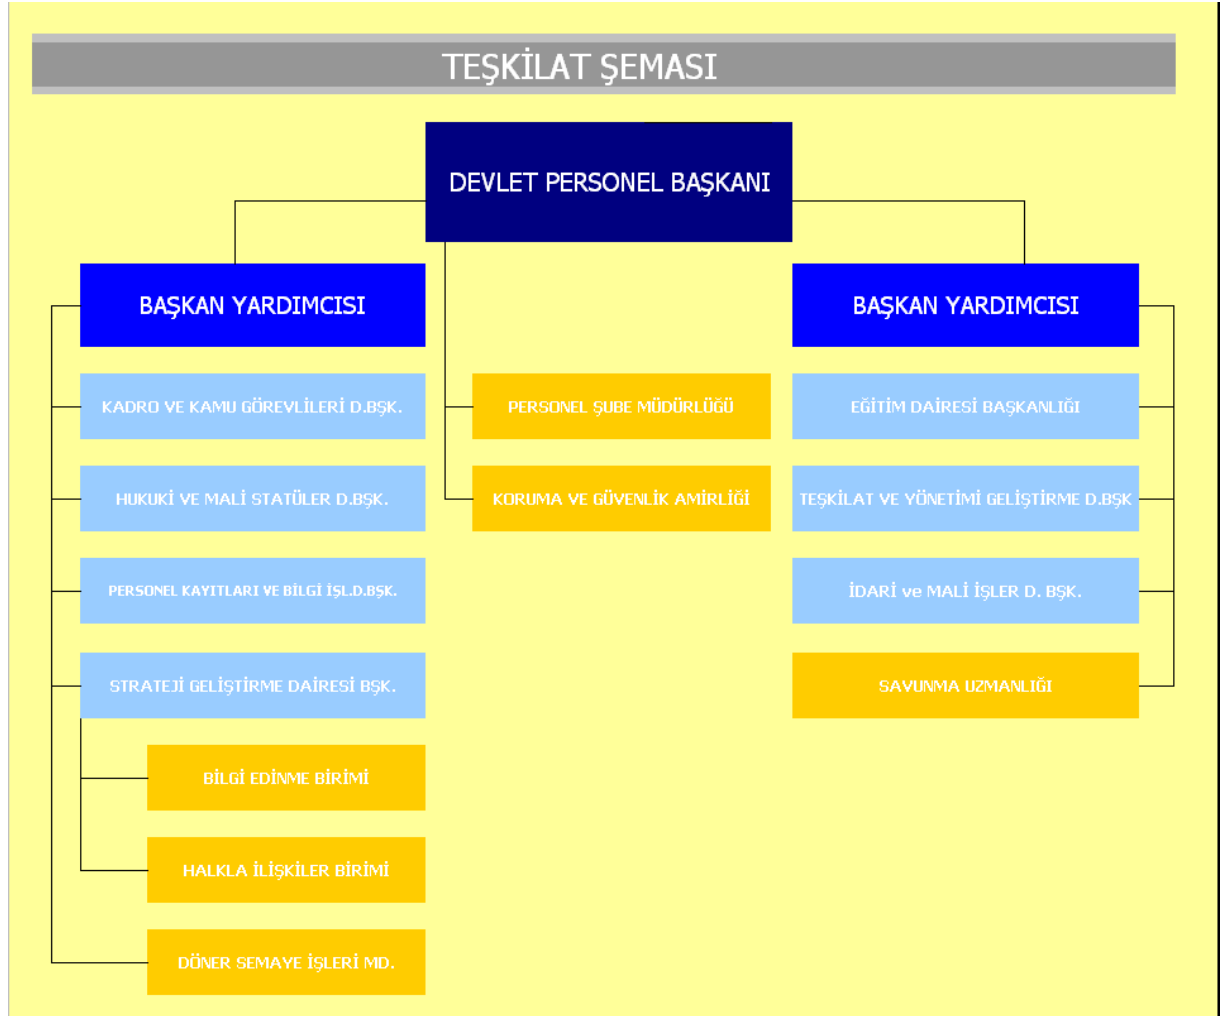 TEŞKİLAT ŞEMASI
DEVLET PERSONEL BAŞKANI
BAŞKAN YARDIMCISI
BAŞKAN YARDIMCISI
KADRO VE KAMU GÖREVLİLERİ D.BŞK.
PERSONEL ŞUBE MÜDÜRLÜĞÜ
EĞİTİM DAİRESİ BAŞKANLIĞI
HUKUKİ VE MALİ STATÜLER D.BŞK.
KORUMA VE GÜVENLİK AMİRLİĞİ
TEŞKİLAT VE YÖNETİMİ GELİŞTİRME D.BŞK
PERSONEL KAYITLARI VE BİLGİ İŞL.D.BŞK.
İDARİ ve MALİ İŞLER D. BŞK.
STRATEJİ GELİŞTİRME DAİRESİ BŞK.
SAVUNMA UZMANLIĞI
BİLGİ EDİNME BİRİMİ
HALKLA İLİŞKİLER BİRİMİ
DÖNER SEMAYE İŞLERİ MD.